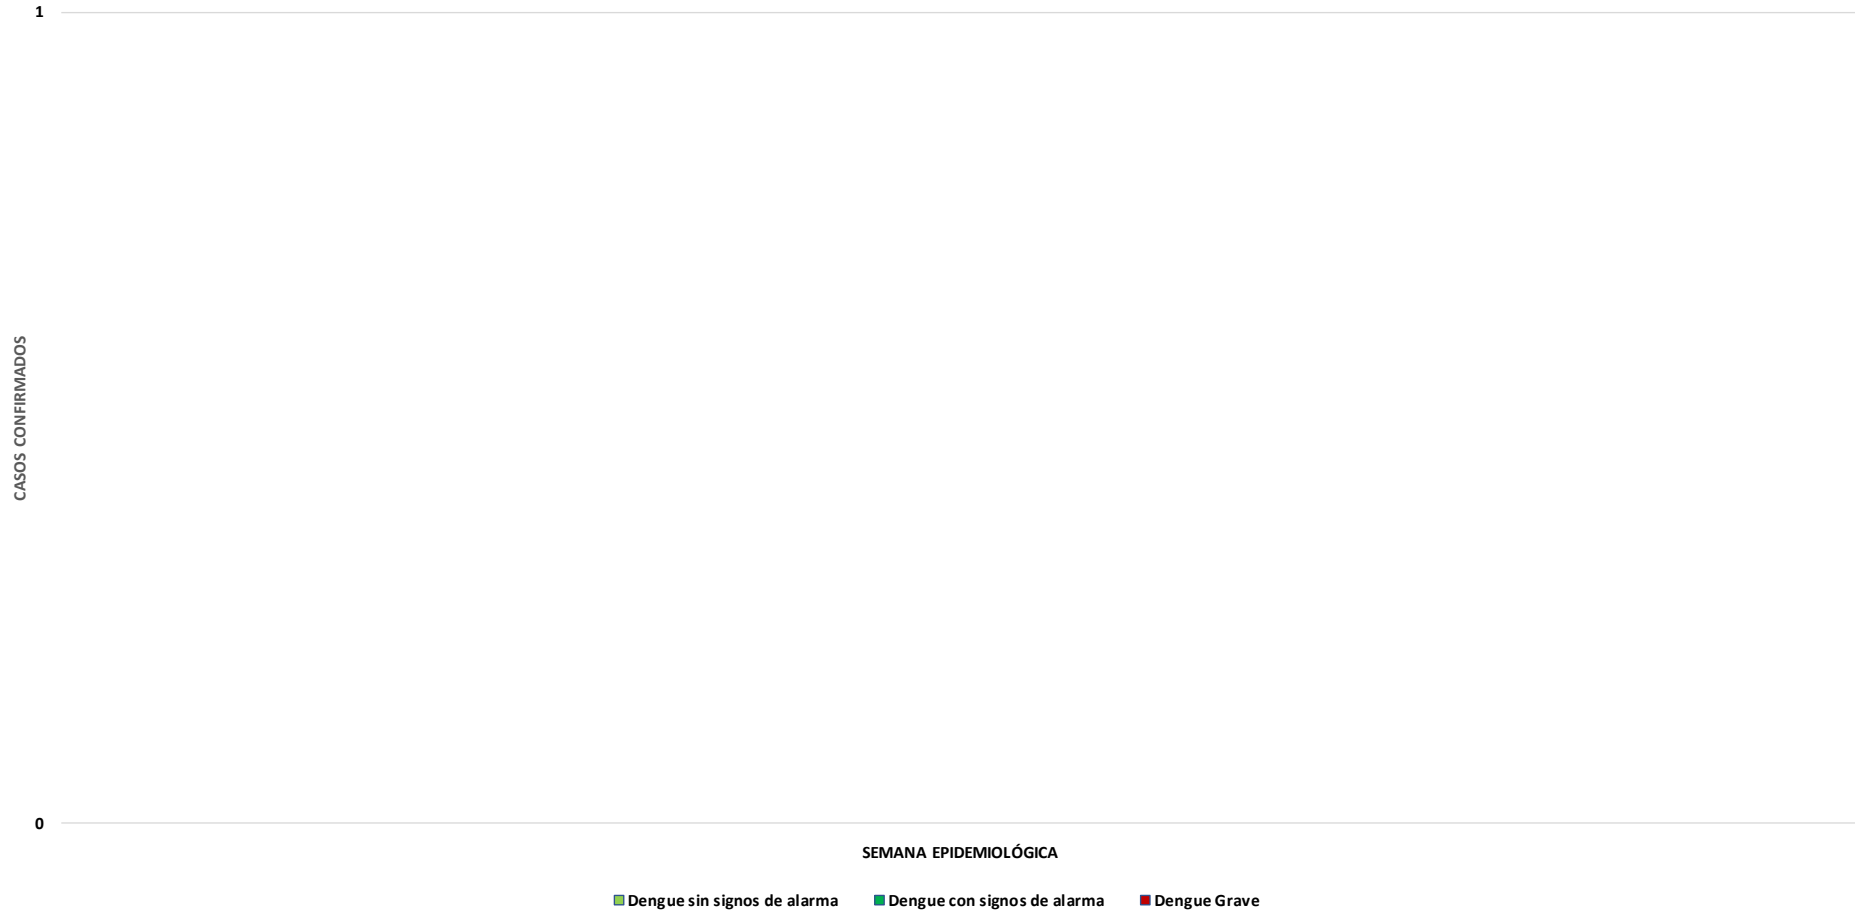 1
CASOS CONFIRMADOS
0
SEMANA EPIDEMIOLÓGICA
Dengue sin signos de alarma Dengue con signos de alarma Dengue Grave